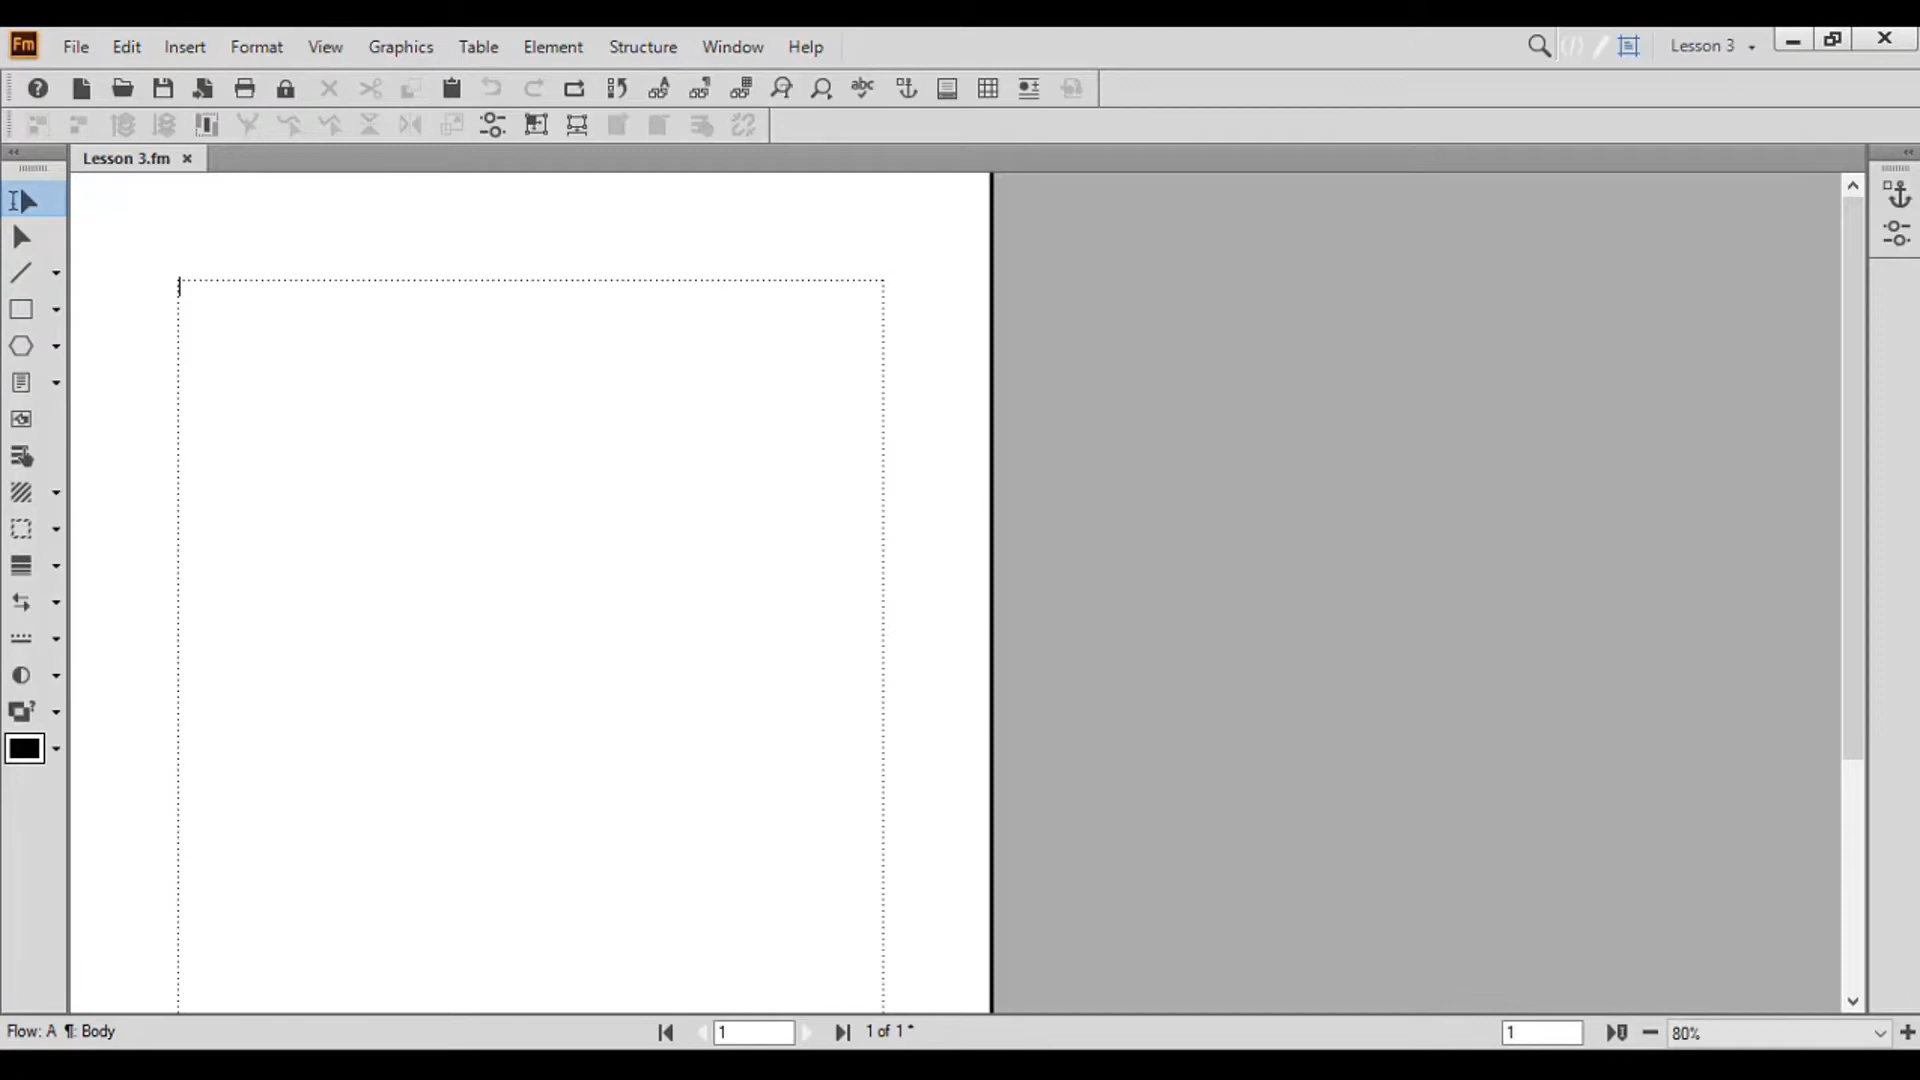 Fm File Edit Insert Format View Graphics Table Element Structure Window Help Lesson 3
abc
Lesson 3.fm
Flow: A ¶: Body 1 1 of 1 * 1 80%